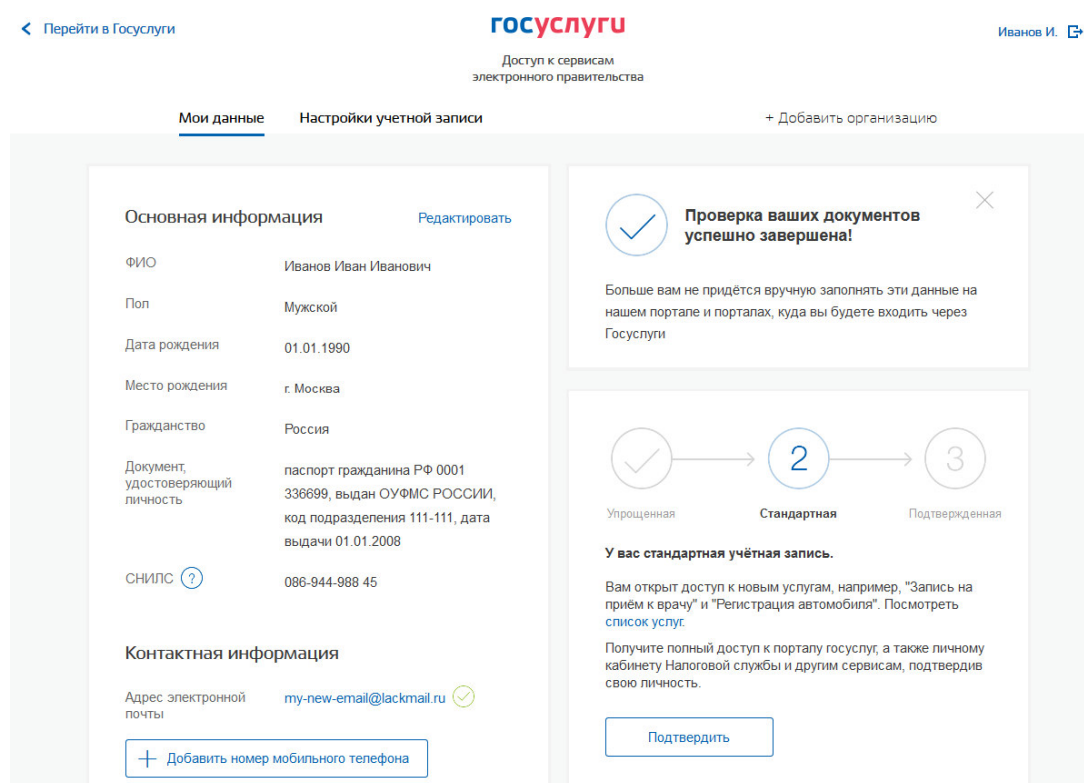 Перейти в Госуслуги
госуслуги
Доступ к сервисам
электронного правительства
Иванов И.
Мои данные
Настройки учетной записи
+ Добавить организацию
Основная информация
Редактировать
ФИО
Иванов Иван Иванович
Пол
Мужской
Дата рождения
01.01.1990
Место рождения
г. Москва
Гражданство
Россия
Документ,
удостоверяющий
личность
паспорт гражданина РФ 0001
336699, выдан ОУФМС РОССИИ,
код подразделения 111-111, дата
выдачи 01.01.2008
СНИЛС ?
086-944-988 45
Контактная информация
Адрес электронной
почты
my-new-email@lackmail.ru
Добавить номер мобильного телефона
Проверка ваших документов
успешно завершена!
Больше вам не придётся вручную заполнять эти данные на
нашем портале и порталах, куда вы будете входить через
Госуслуги
2
3
Упрощенная
Стандартная
Подтвержденная
У вас стандартная учётная запись.
Вам открыт доступ к новым услугам, например, "Запись на
приём к врачу" и "Регистрация автомобиля". Посмотреть
список услуг.
Получите полный доступ к порталу госуслуг, а также личному
кабинету Налоговой службы и другим сервисам, подтвердив
свою личность.
Подтвердить